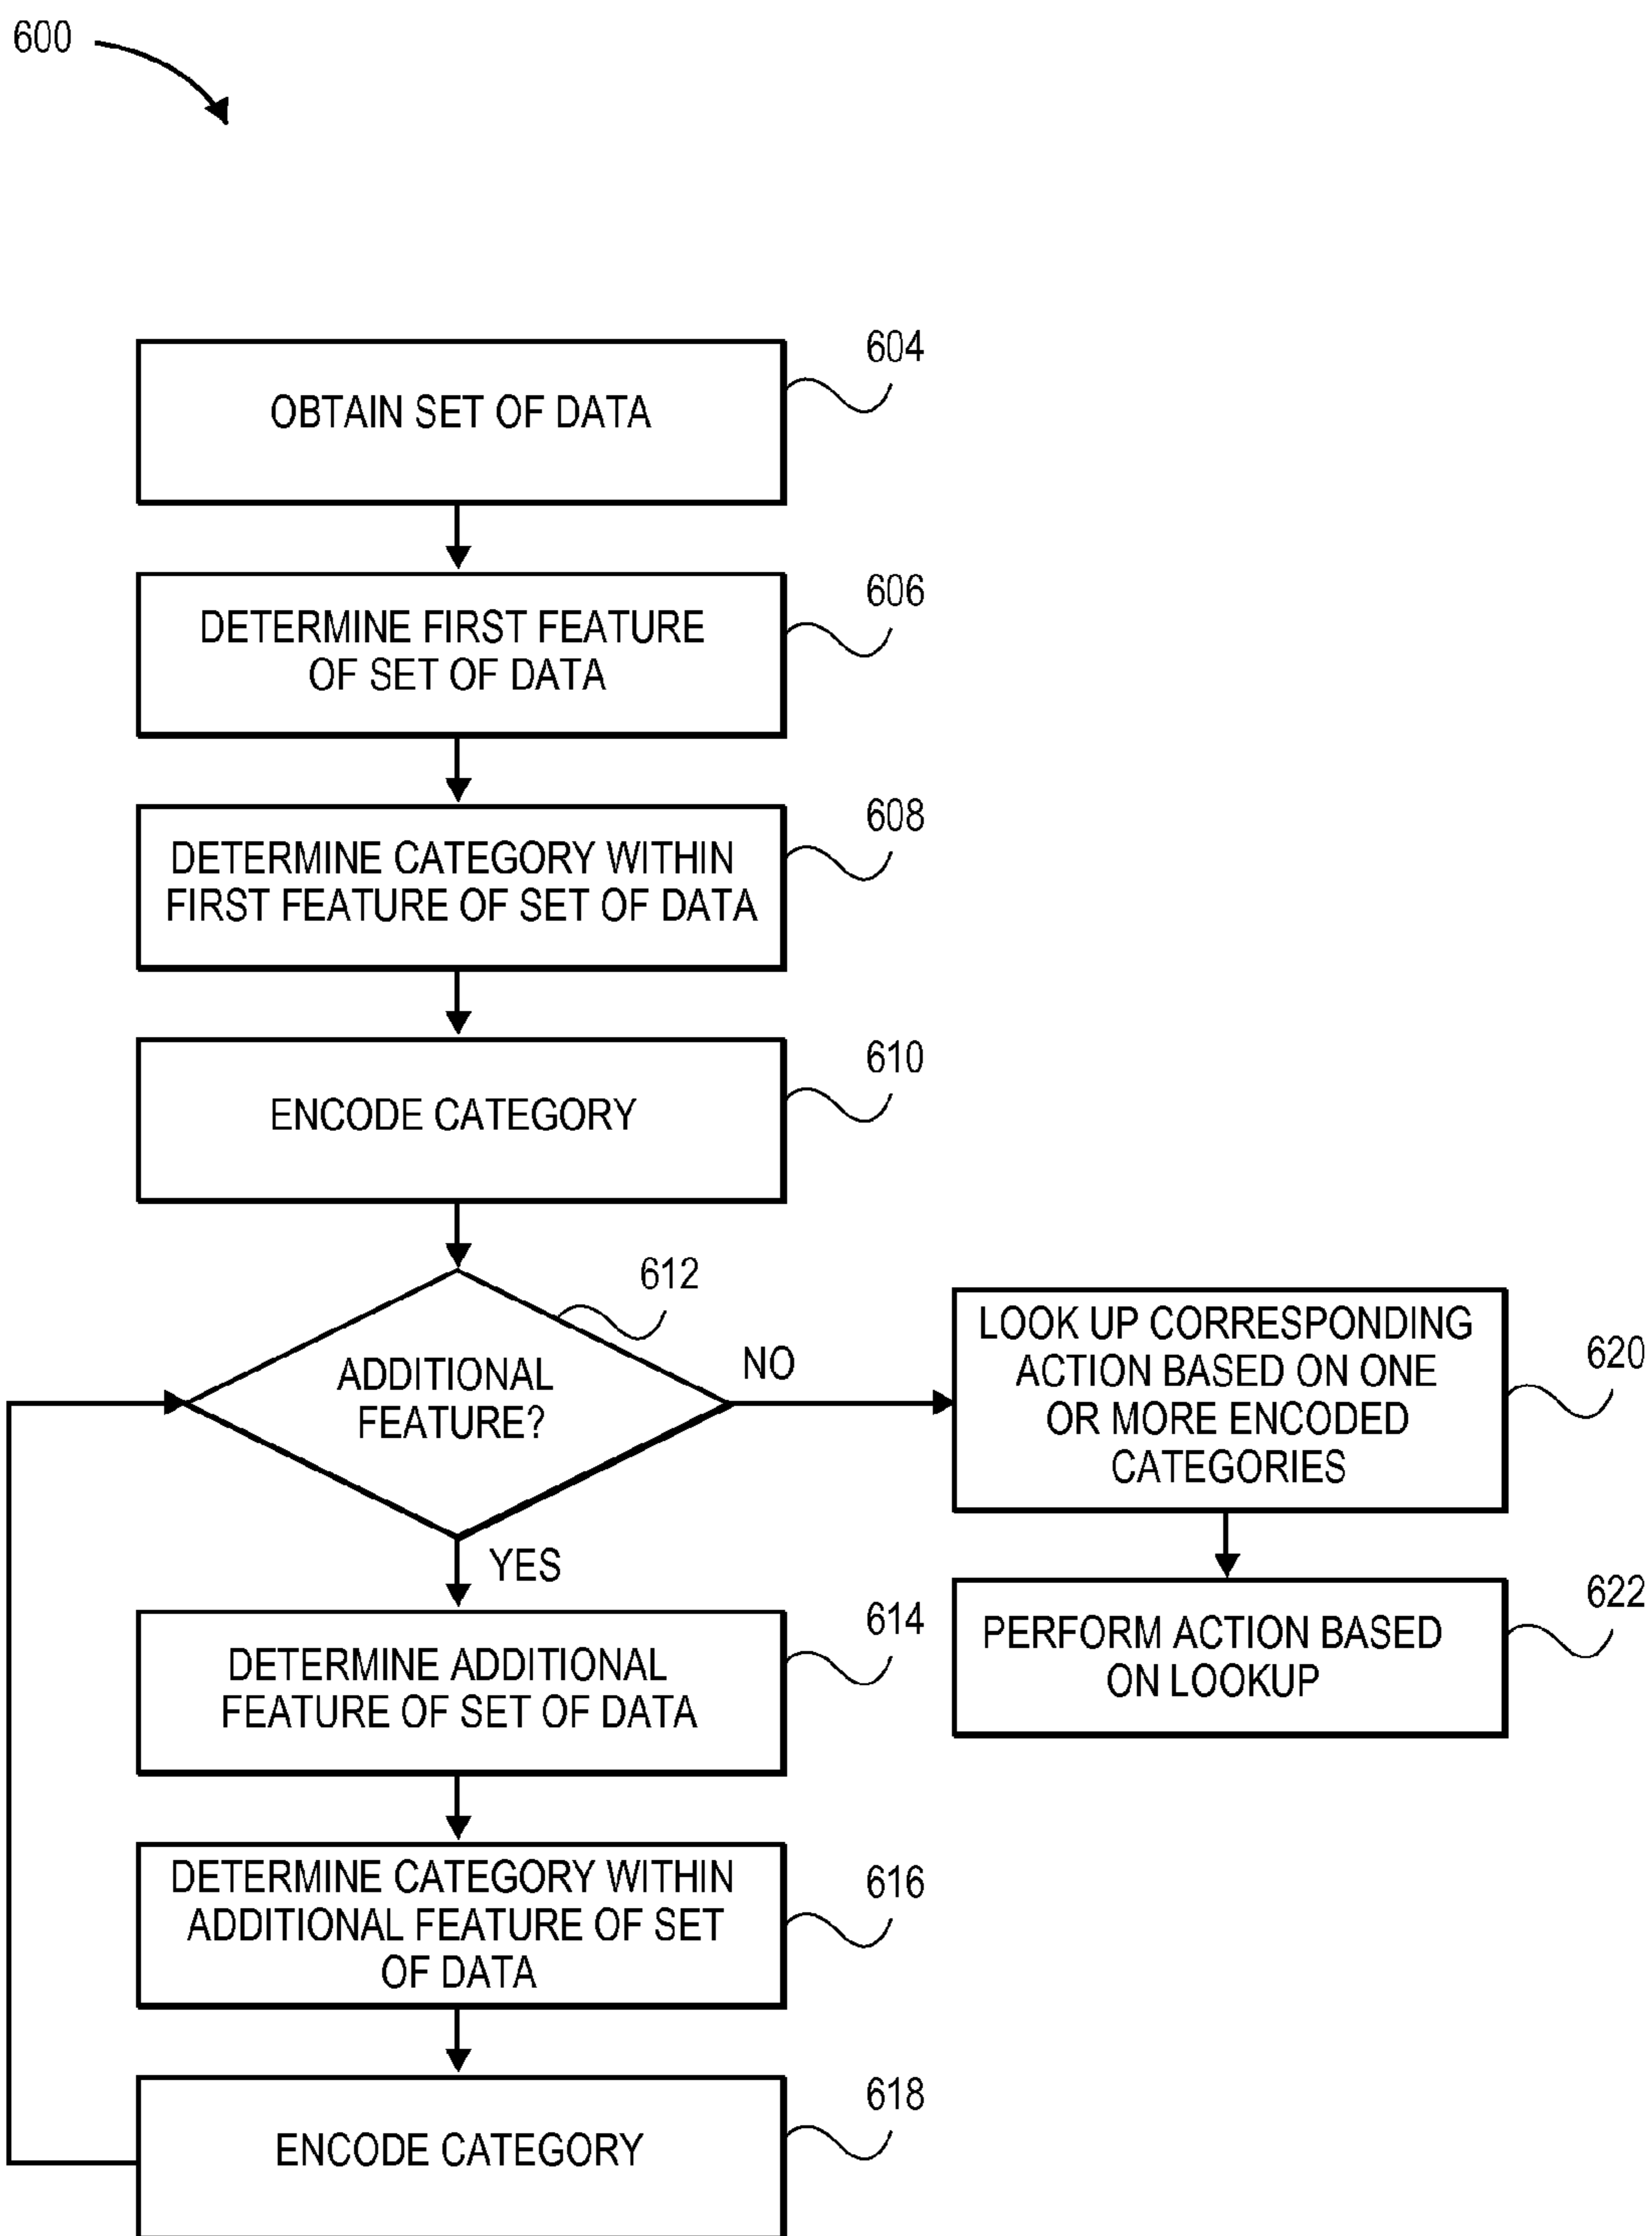 600
604
OBTAIN SET OF DATA
606
DETERMINE FIRST FEATURE
OF SET OF DATA
608
DETERMINE CATEGORY WITHIN
FIRST FEATURE OF SET OF DATA
610
ENCODE CATEGORY
612
ADDITIONAL
FEATURE?
NO
YES
620
LOOK UP CORRESPONDING
ACTION BASED ON ONE
OR MORE ENCODED
CATEGORIES
622
PERFORM ACTION BASED
ON LOOKUP
614
DETERMINE ADDITIONAL
FEATURE OF SET OF DATA
616
DETERMINE CATEGORY WITHIN
ADDITIONAL FEATURE OF SET
OF DATA
618
ENCODE CATEGORY